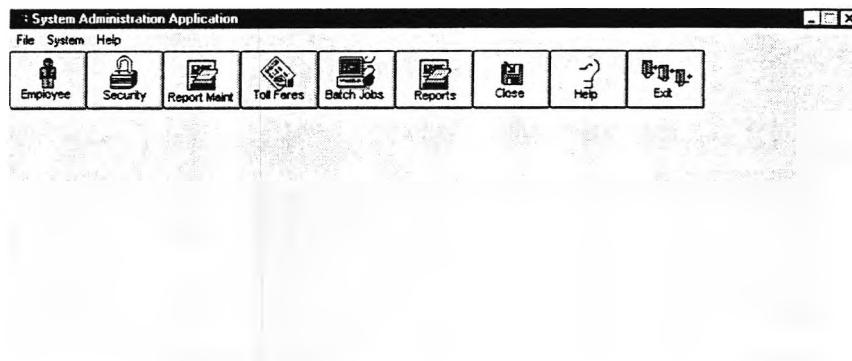 : System Administration Application
File System Help
Employee Security Report Maint Toll Fares Batch Jobs Reports Close Help Exit